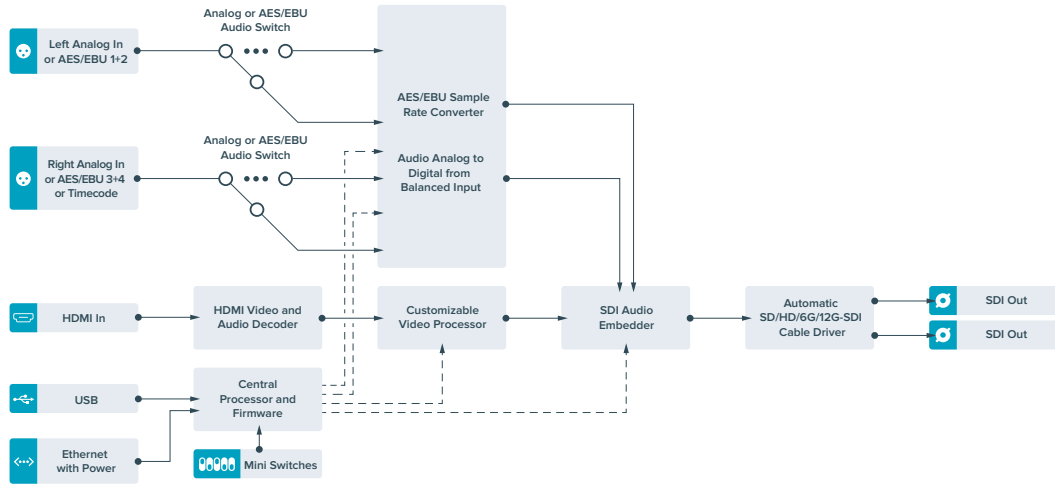 Analog or AES/EBU
Audio Switch
Left Analog In
or AES/EBU 1+2
AES/EBU Sample
Rate Converter
Analog or AES/EBU
Audio Switch
Right Analog In
or AES/EBU 3+4
or Timecode
Audio Analog to
Digital from
Balanced Input
HDMI In
HDMI Video and
Audio Decoder
Customizable
Video Processor
SDI Audio
Embedder
Automatic
SD/HD/6G/12G-SDI
Cable Driver
SDI Out
SDI Out
USB
Central
Processor and
Firmware
Ethernet
with Power
Mini Switches